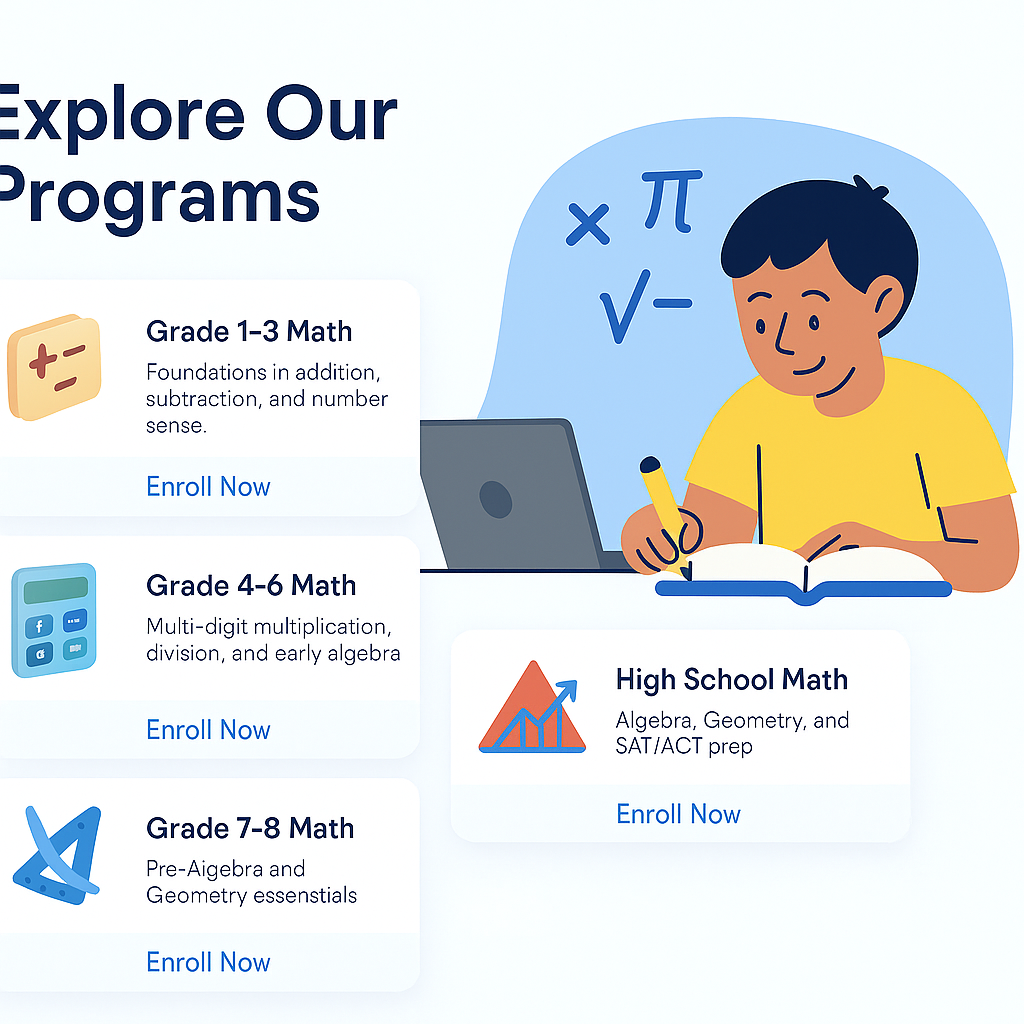 Explore Our
Programs
× π
√ −
+ −
−
Grade 1–3 Math
Foundations in addition,
subtraction, and number
sense.
Enroll Now
Grade 4–6 Math
Multi-digit multiplication,
division, and early algebra
Enroll Now
Grade 7–8 Math
Pre-Aigebra and
Geometry essenstials
Enroll Now
High School Math
Algebra, Geometry, and
SAT/ACT prep
Enroll Now